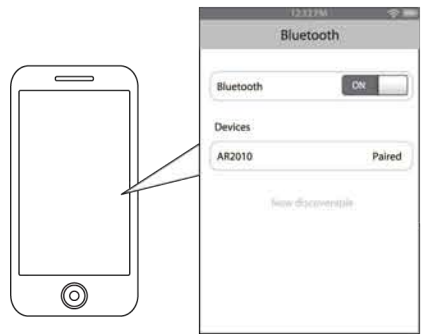 12:12 PM
Bluetooth
Bluetooth ON
Devices
AR2010 Paired
Now discoverable